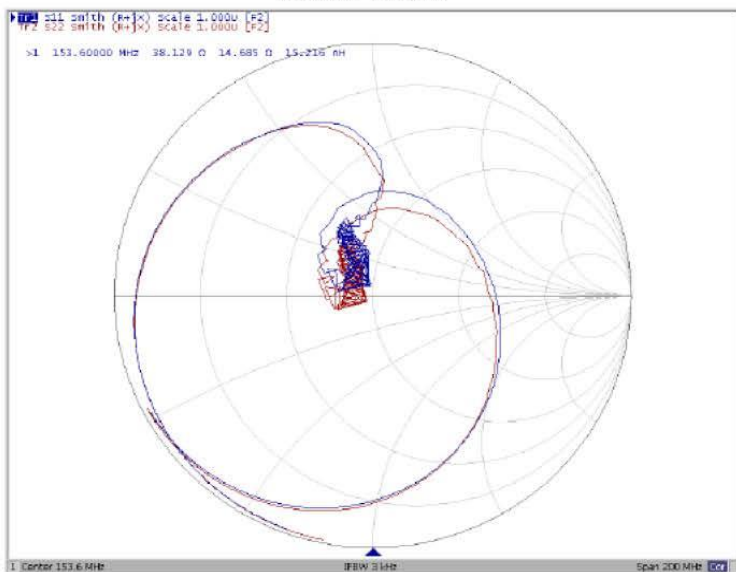 Tr1 S11 Smith (R+jX) Scale 1.000U [F2]
Tr2 S22 Smith (R+jX) Scale 1.000U [F2]
>1 153.60000 MHz 38.129 Ω 14.685 Ω 15.216 nH
1 Center 153.6 MHz IFBW 3 kHz Span 200 MHz Cor